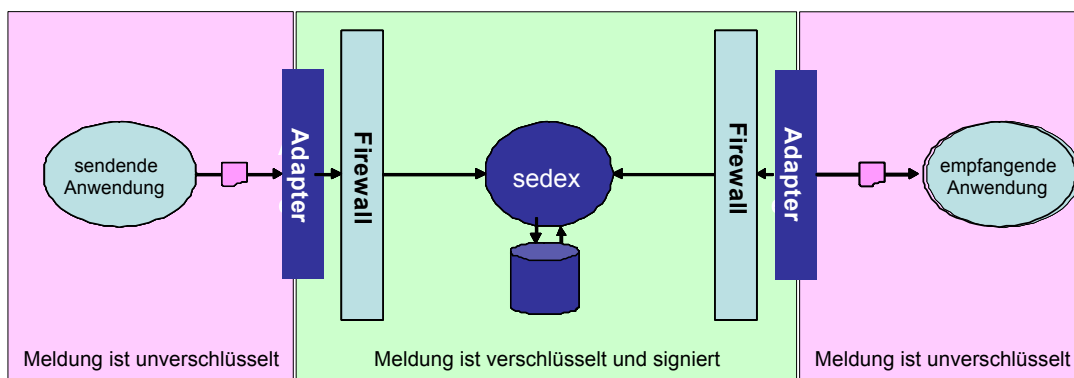 sendende
Anwendung
Adapter
Firewall
sedex
Firewall
Adapter
empfangende
Anwendung
Meldung ist unverschlüsselt
Meldung ist verschlüsselt und signiert
Meldung ist unverschlüsselt